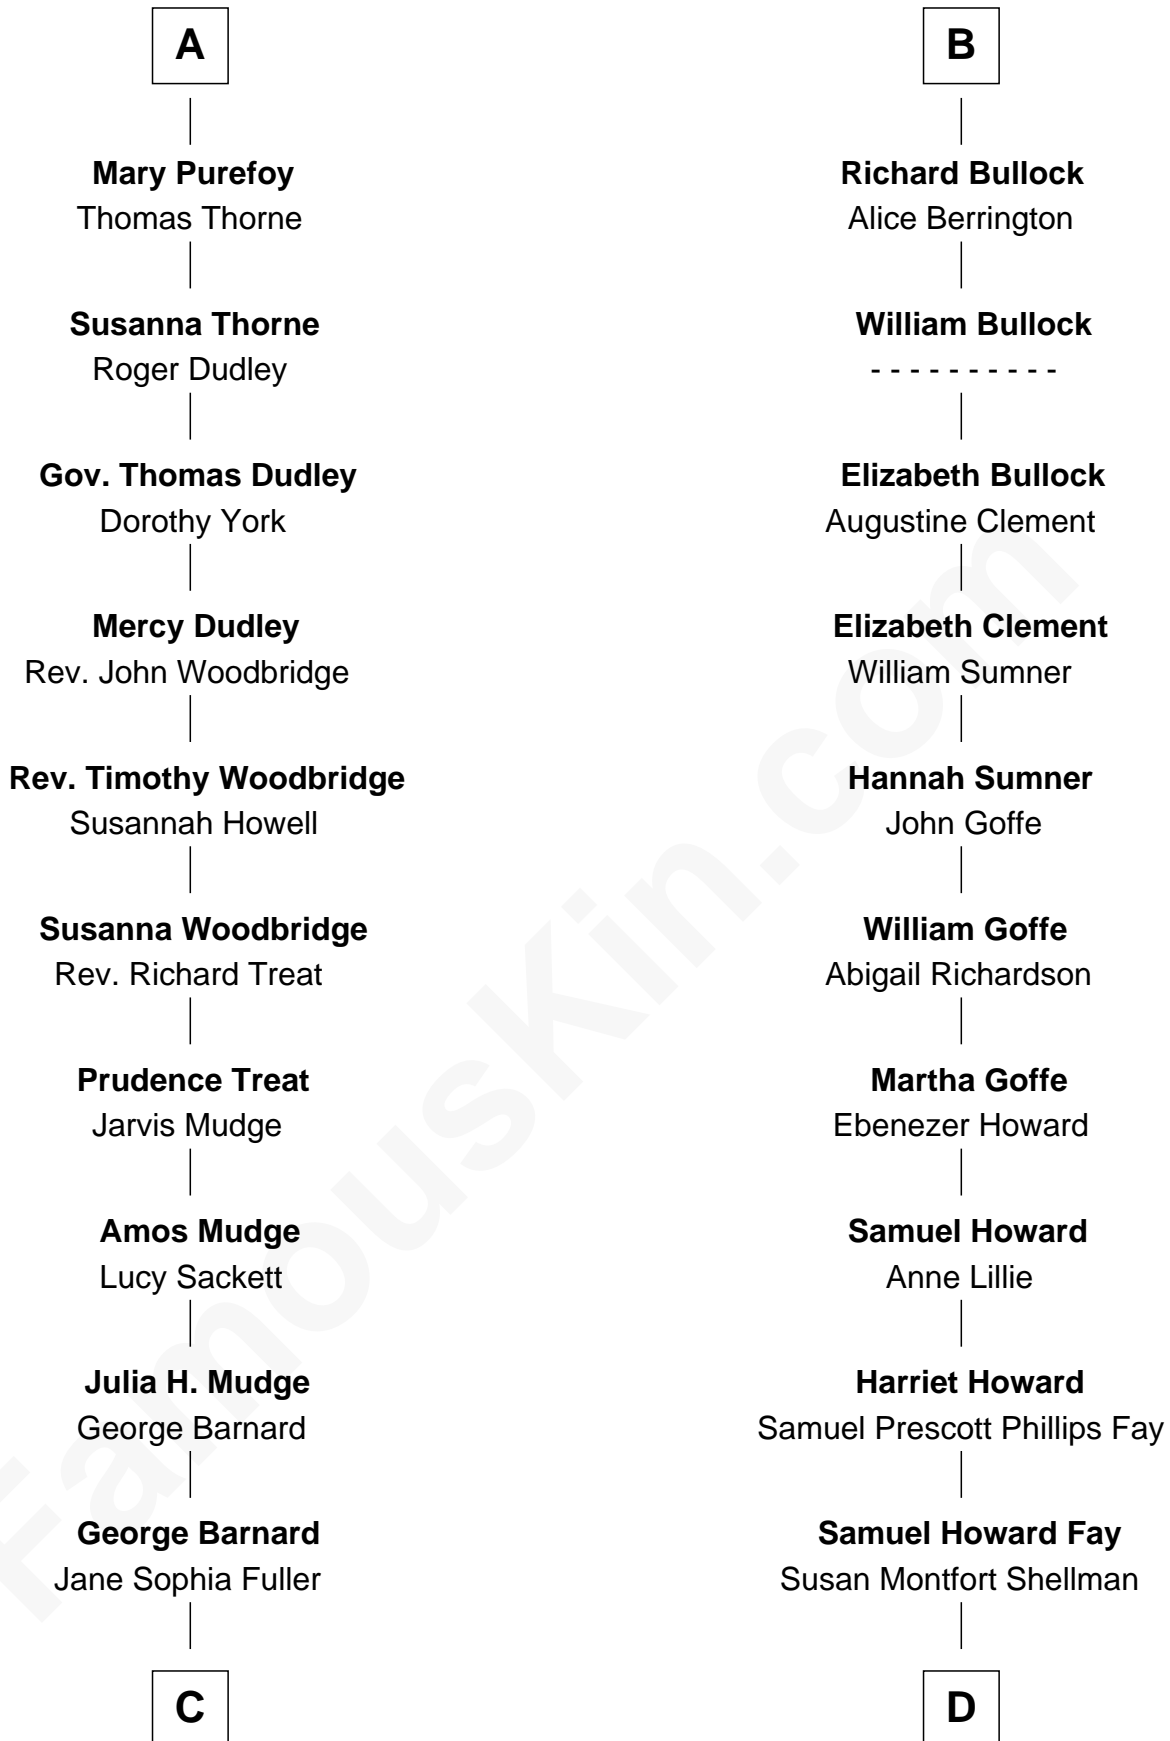 A
Mary Purefoy
Thomas Thorne
Susanna Thorne
Roger Dudley
Gov. Thomas Dudley
Dorothy York
Mercy Dudley
Rev. John Woodbridge
Rev. Timothy Woodbridge
Susannah Howell
Susanna Woodbridge
Rev. Richard Treat
Prudence Treat
Jarvis Mudge
Amos Mudge
Lucy Sackett
Julia H. Mudge
George Barnard
George Barnard
Jane Sophia Fuller
C
B
Richard Bullock
Alice Berrington
William Bullock
- - - - - - - - - -
Elizabeth Bullock
Augustine Clement
Elizabeth Clement
William Sumner
Hannah Sumner
John Goffe
William Goffe
Abigail Richardson
Martha Goffe
Ebenezer Howard
Samuel Howard
Anne Lillie
Harriet Howard
Samuel Prescott Phillips Fay
Samuel Howard Fay
Susan Montfort Shellman
D
FamousKin.com